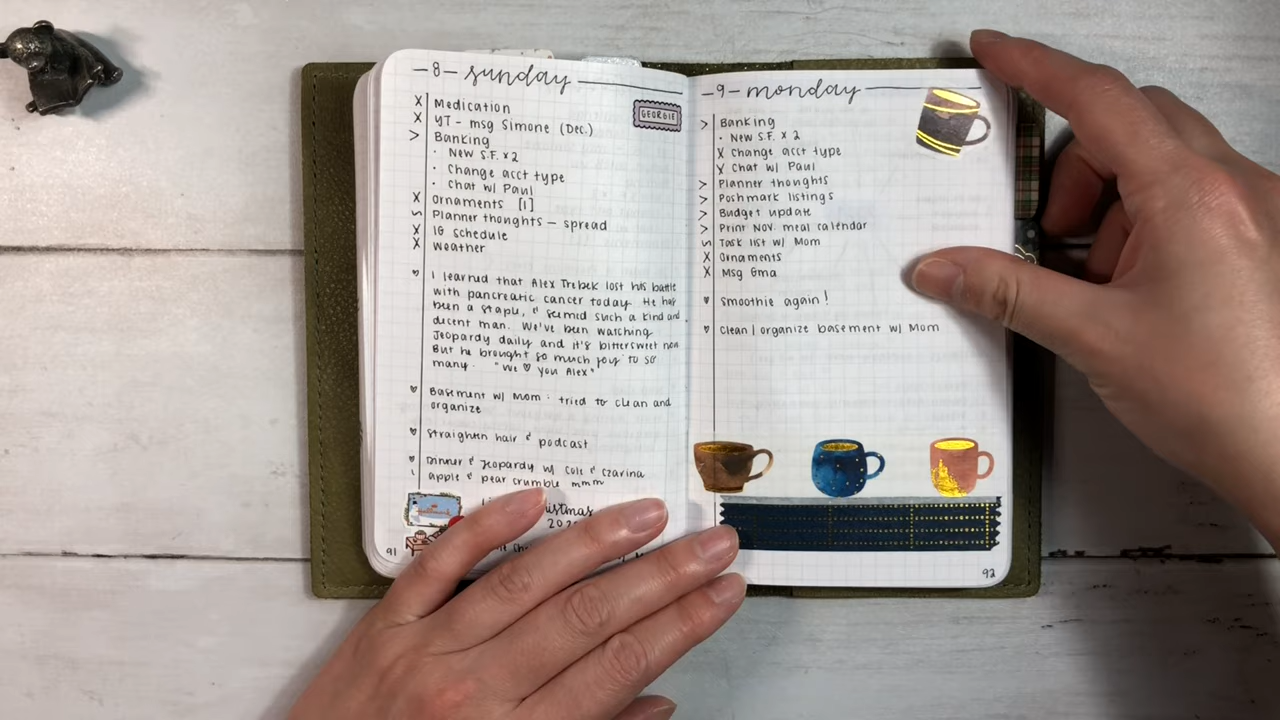 -8- sunday
GEORGIE
X Medication
X YT - msg Simone (Dec.)
> Banking
· New S.F. x 2
· Change acct type
· Chat w/ Paul
X Ornaments [1]
~ Planner thoughts – spread
X IG schedule
X Weather
♥ I learned that Alex Trebek lost his battle
with pancreatic cancer today. He has
been a staple, & seemed such a kind and
decent man. We've been watching
Jeopardy daily and it's bittersweet now
But he brought so much joy to so
many. "We ♥ you Alex"
♥ Basement w/ Mom: tried to clean and
organize
♥ Straighten hair & podcast
♥ Dinner & Jeopardy w/ Cole & Czarina
apple & pear crumble mmm
Hallmark
istmas
202
91
-9- monday
> Banking
· New S.F. x 2
X Change acct type
X Chat w/ Paul
> Planner thoughts
> Poshmark listings
> Budget update
> Print NOV. meal calendar
~ Task list w/ Mom
X Ornaments
X Msg Gma
♥ Smoothie again!
♥ Clean / organize basement w/ Mom
92